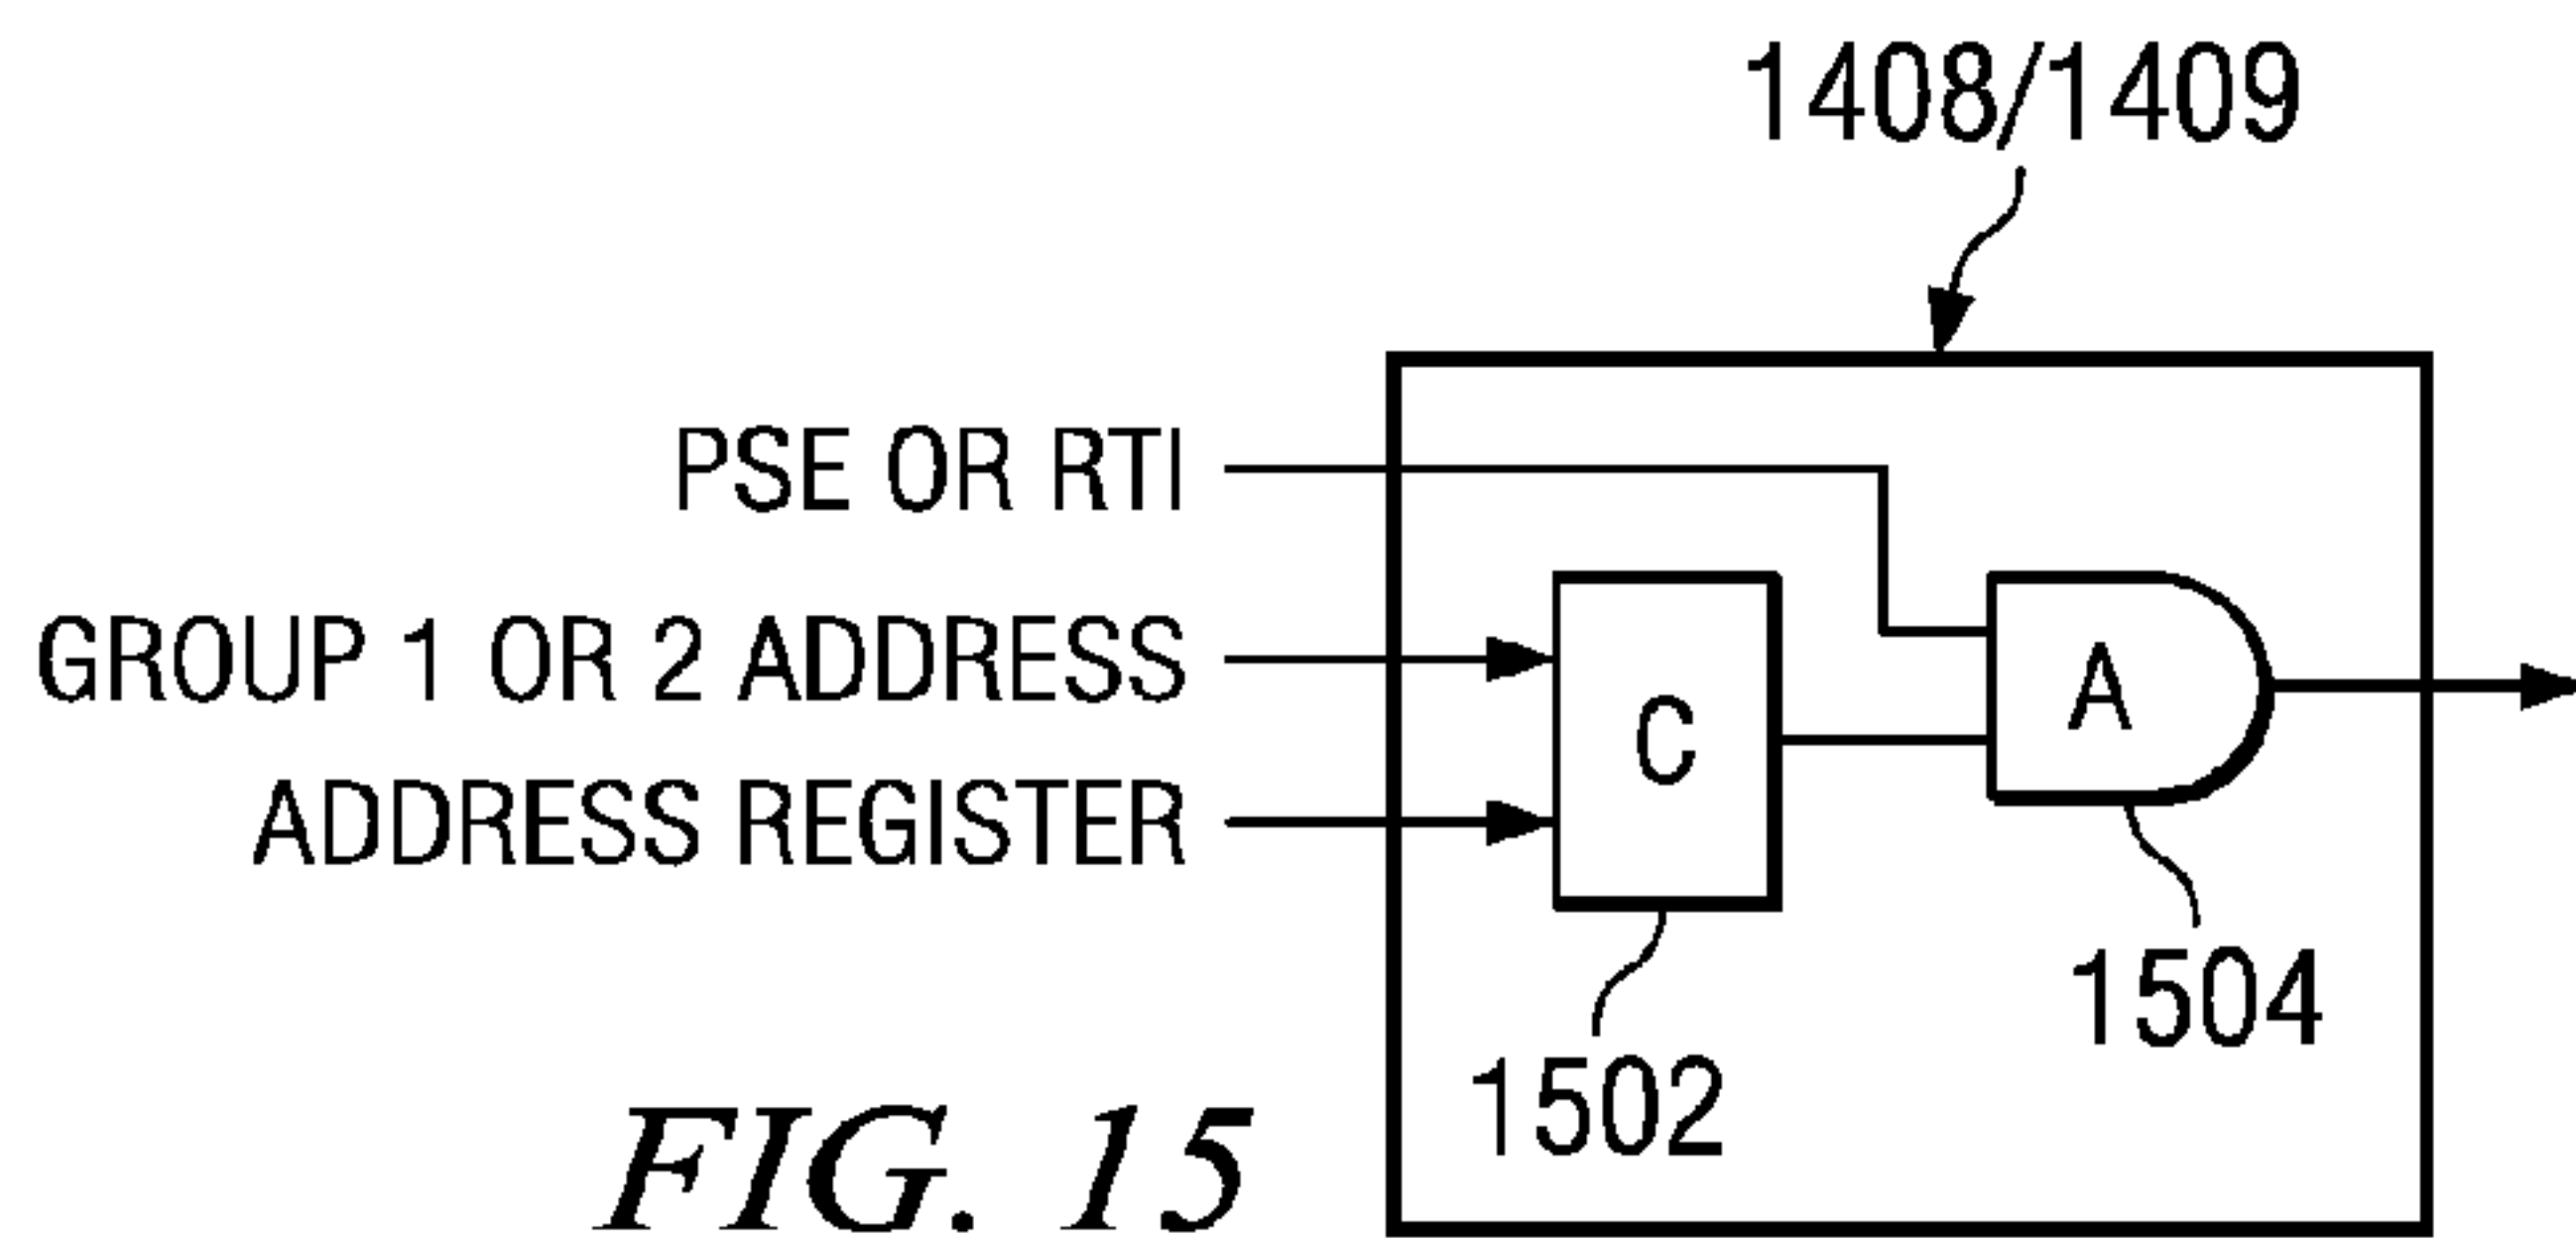 1408/1409
PSE OR RTI
GROUP 1 OR 2 ADDRESS
ADDRESS REGISTER
C
A
1504
1502
FIG. 15